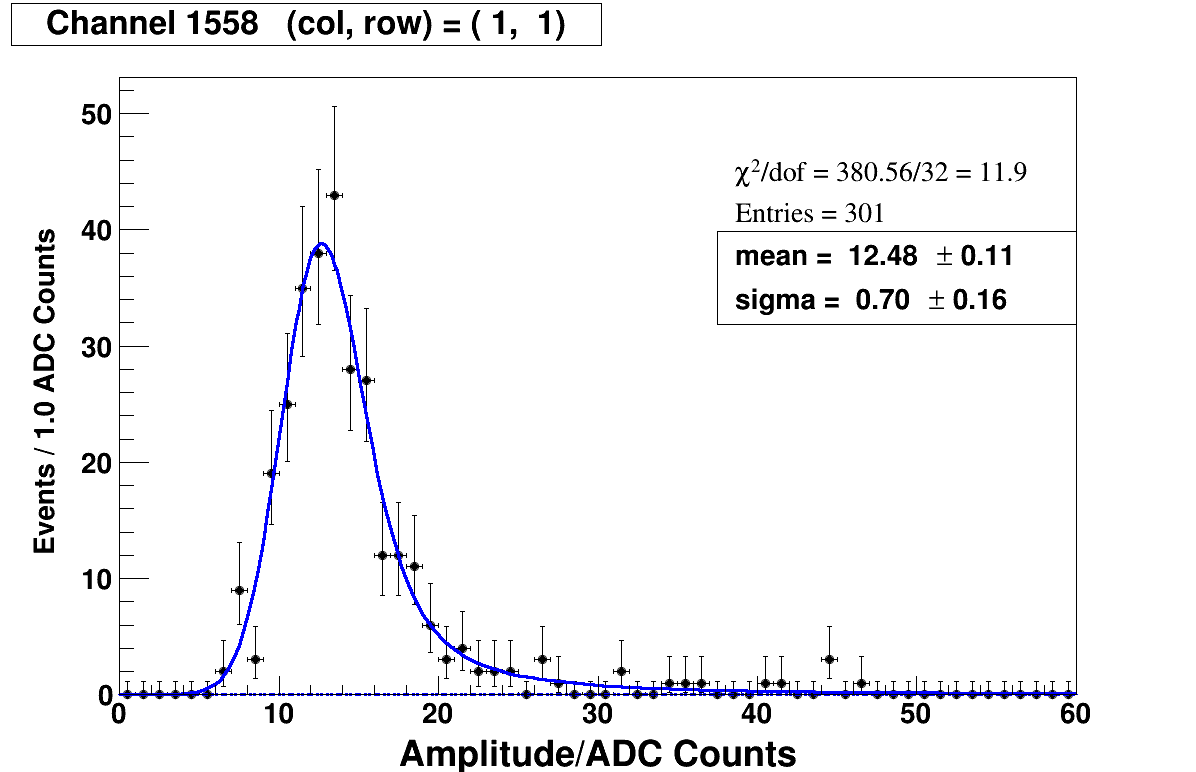 Channel 1558 (col, row) = ( 1, 1)
50
40
30
20
10
0
Events / 1.0 ADC Counts
χ²/dof = 380.56/32 = 11.9
Entries = 301
mean = 12.48 ± 0.11
sigma = 0.70 ± 0.16
0 10 20 30 40 50 60
Amplitude/ADC Counts